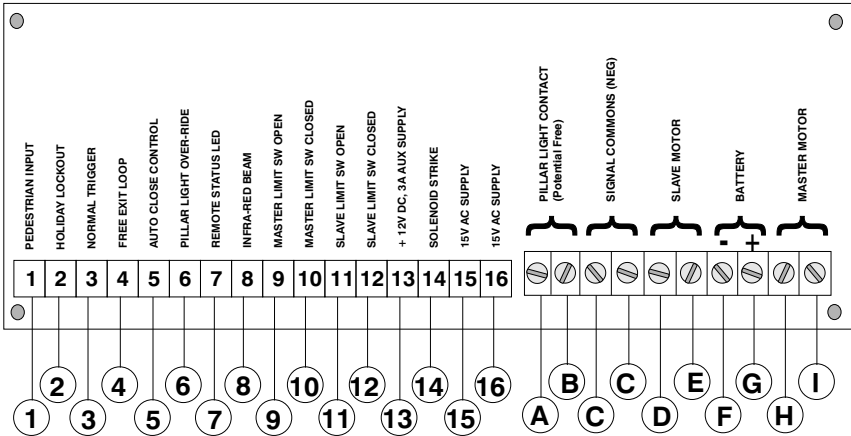 PEDESTRIAN INPUT
HOLIDAY LOCKOUT
NORMAL TRIGGER
FREE EXIT LOOP
AUTO CLOSE CONTROL
PILLAR LIGHT OVER-RIDE
REMOTE STATUS LED
INFRA-RED BEAM
MASTER LIMIT SW OPEN
MASTER LIMIT SW CLOSED
SLAVE LIMIT SW OPEN
SLAVE LIMIT SW CLOSED
+ 12V DC, 3A AUX SUPPLY
SOLENOID STRIKE
15V AC SUPPLY
15V AC SUPPLY
PILLAR LIGHT CONTACT
(Potential Free)
SIGNAL COMMONS (NEG)
SLAVE MOTOR
BATTERY
MASTER MOTOR
- +
1 2 3 4 5 6 7 8 9 10 11 12 13 14 15 16
2 4 6 8 10 12 14 16 B C E G I
1 3 5 7 9 11 13 15 A C D F H